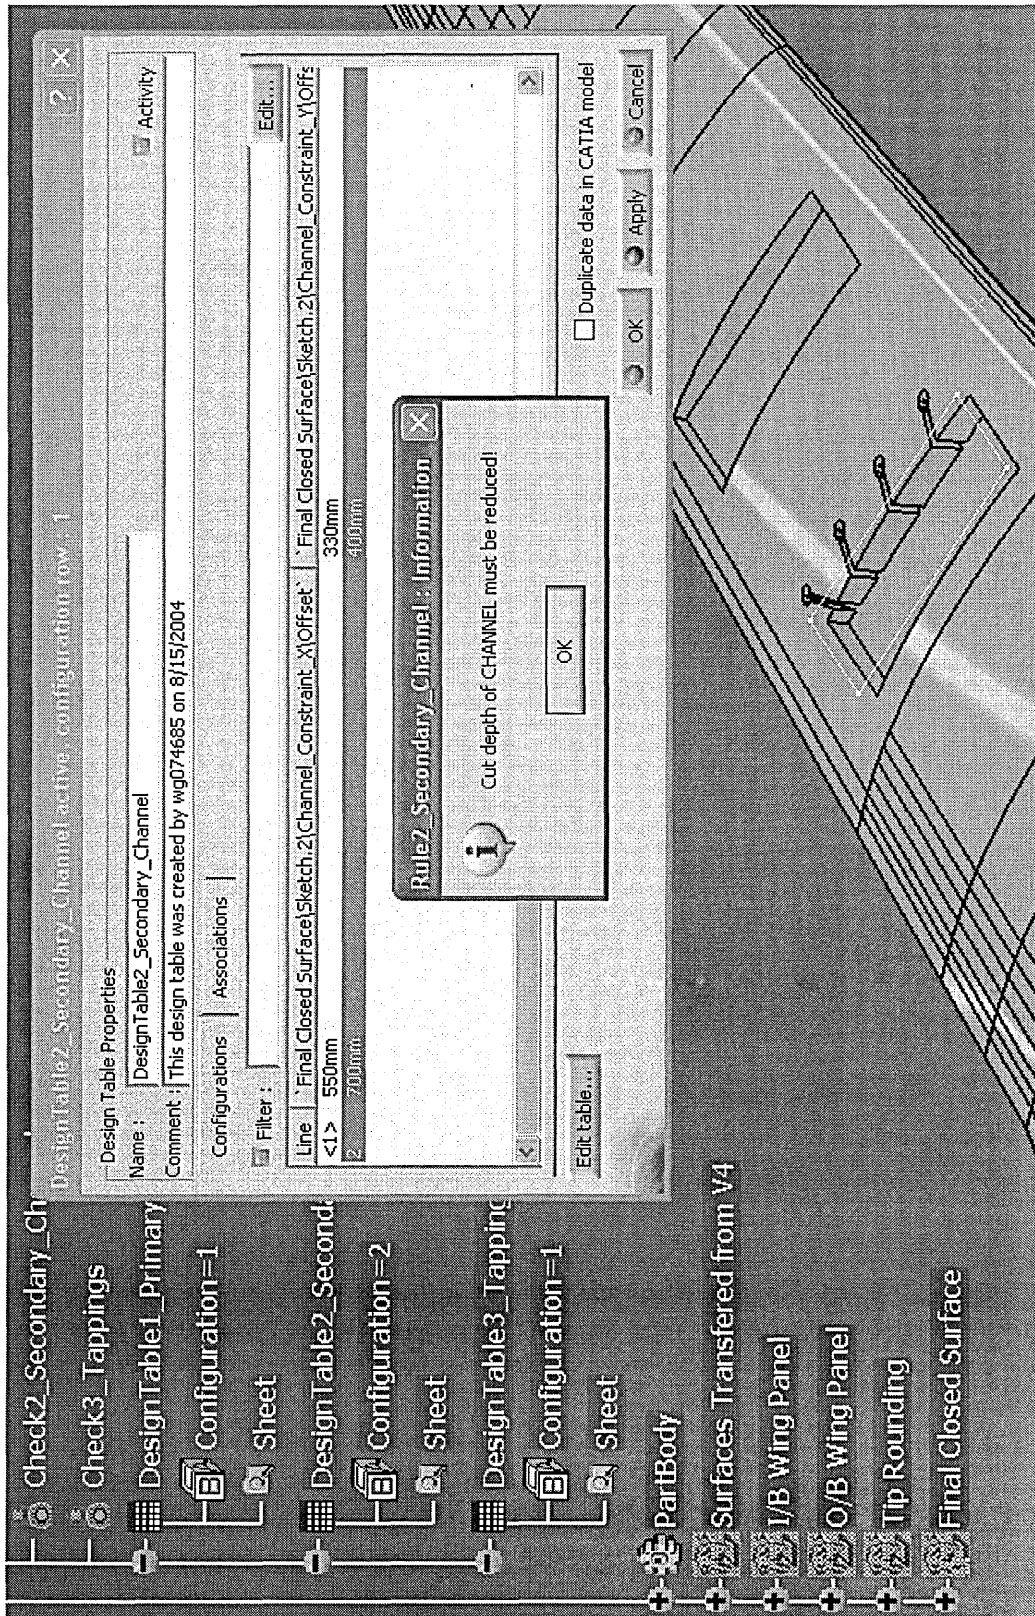 Check2_Secondary_Ch
Check3_Tappings
DesignTable1_Primary
Configuration=1
Sheet
DesignTable2_Second
Configuration=2
Sheet
DesignTable3_Tapping
Configuration=1
Sheet
PartBody
Surfaces Transfered from V4
I/B Wing Panel
O/B Wing Panel
Tip Rounding
Final Closed Surface
DesignTable2_Secondary_Channel active, configuration row : 1
? X
Design Table Properties
Name : DesignTable2_Secondary_Channel
Activity
Comment : This design table was created by wg074685 on 8/15/2004
Configurations
Associations
Filter :
Edit...
Line `Final Closed Surface\Sketch.2\Channel_Constraint_X\Offset` `Final Closed Surface\Sketch.2\Channel_Constraint_Y\Offs
<1> 550mm 330mm
2 700mm 400mm
Edit table...
Duplicate data in CATIA model
OK
Apply
Cancel
Rule2_Secondary_Channel : Information
X
Cut depth of CHANNEL must be reduced!
OK